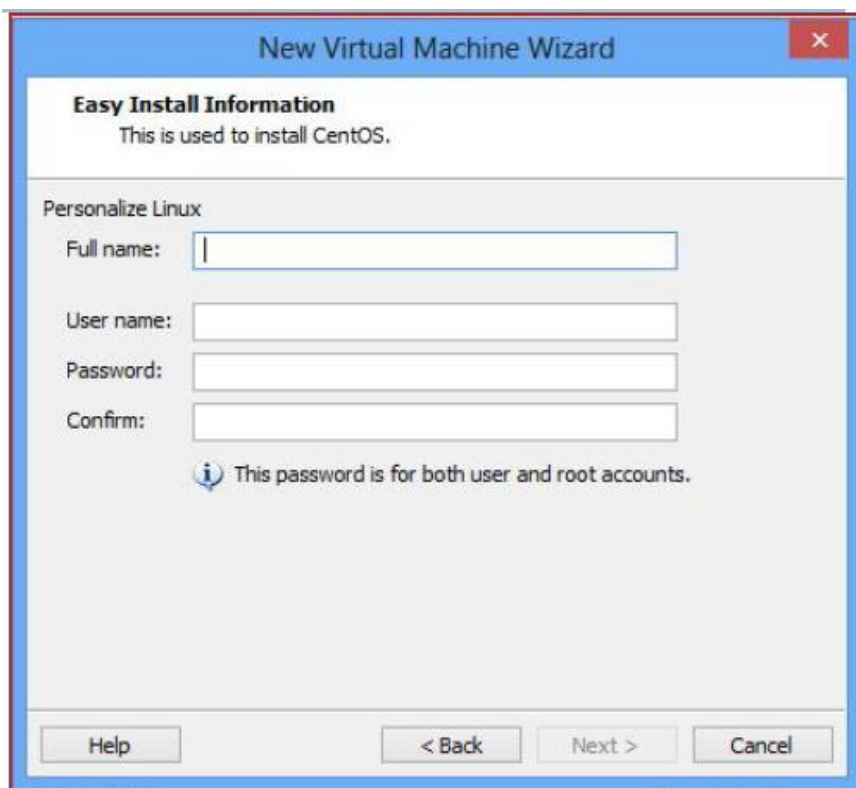 New Virtual Machine Wizard
Easy Install Information
This is used to install CentOS.
Personalize Linux
Full name:
User name:
Password:
Confirm:
This password is for both user and root accounts.
Help < Back Next > Cancel